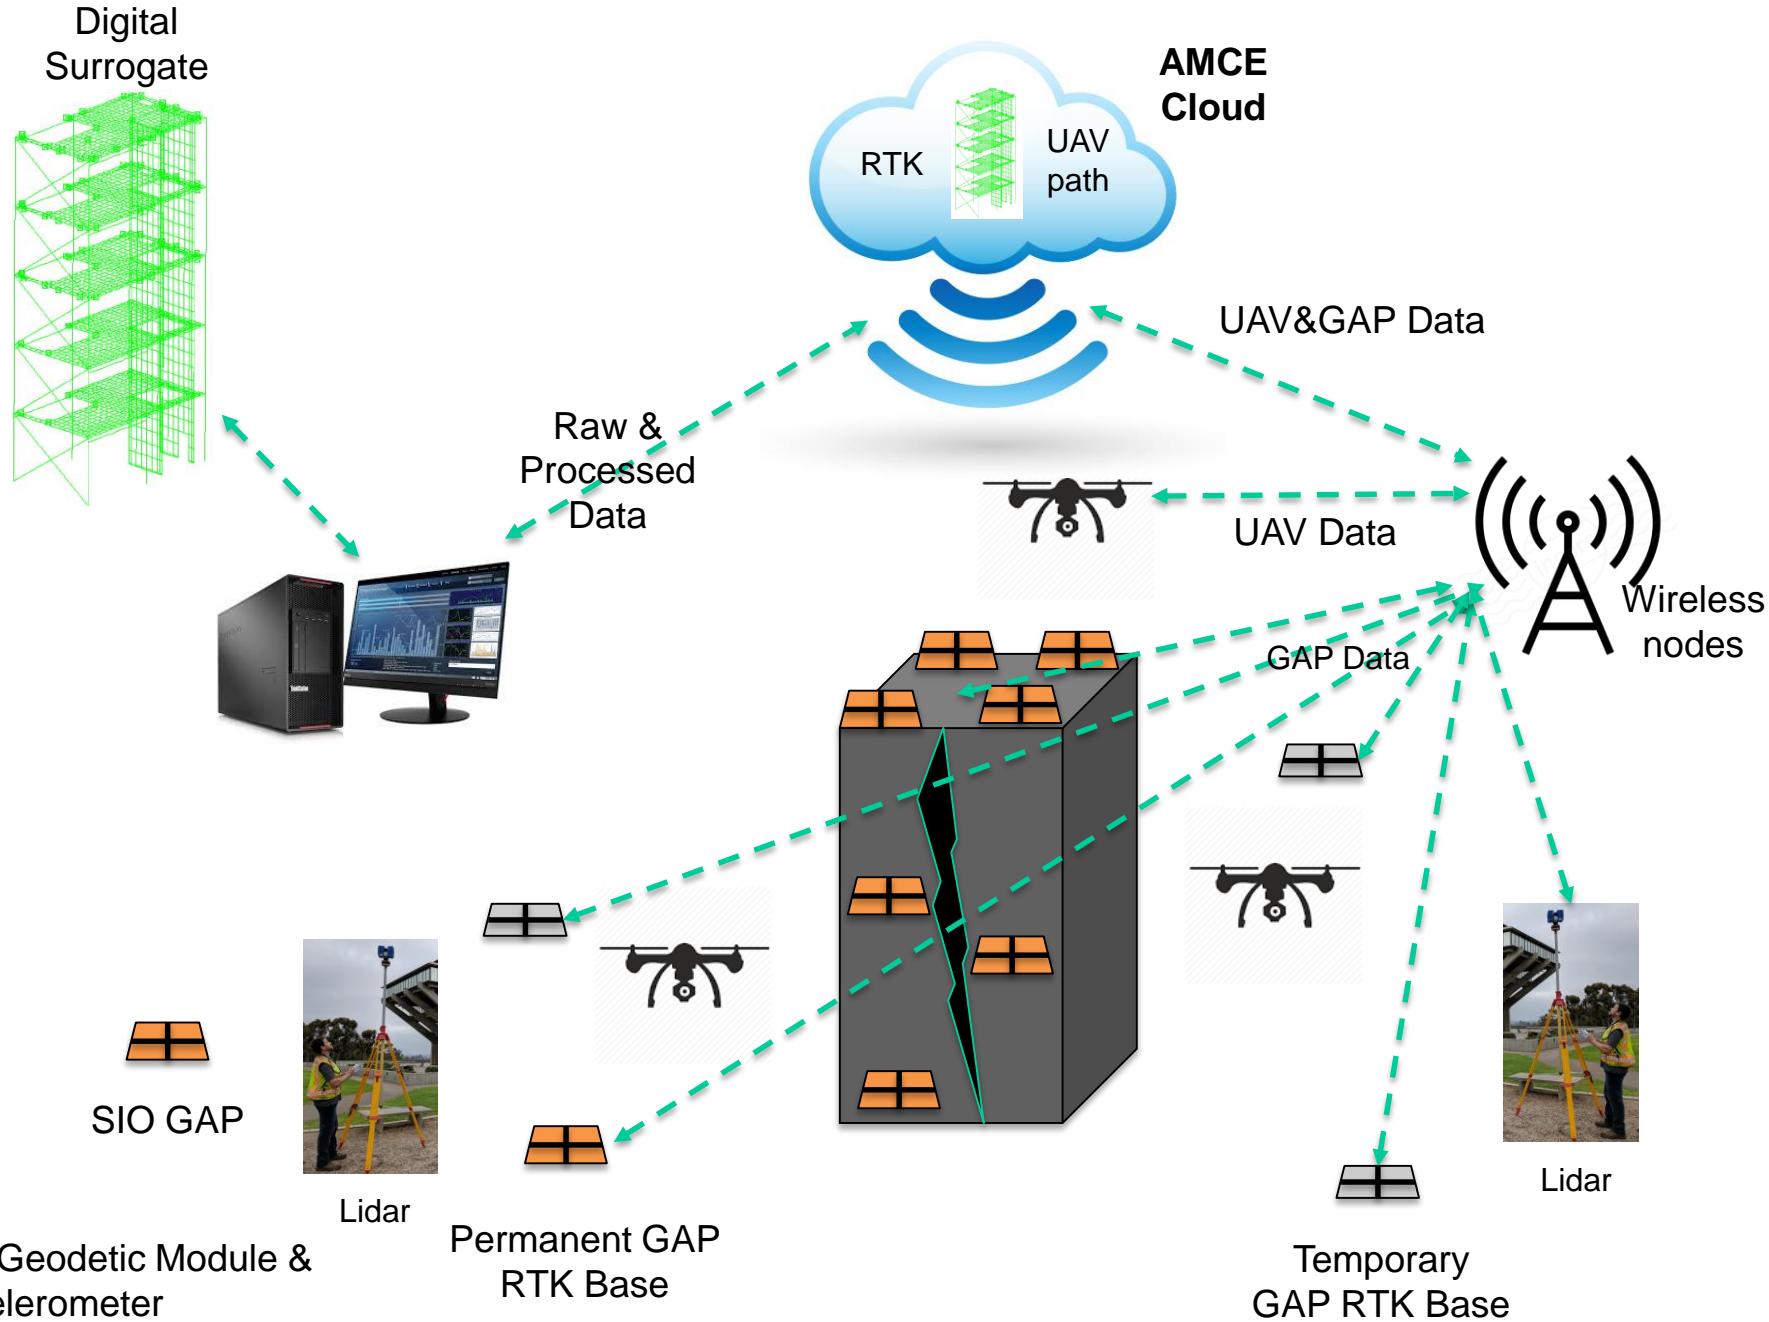 Digital
Surrogate
AMCE
Cloud
RTK
UAV
path
UAV&GAP Data
Raw &
Processed
Data
UAV Data
Wireless
nodes
GAP Data
SIO GAP
Lidar
Lidar
Permanent GAP
RTK Base
Geodetic Module &
elerometer
Temporary
GAP RTK Base